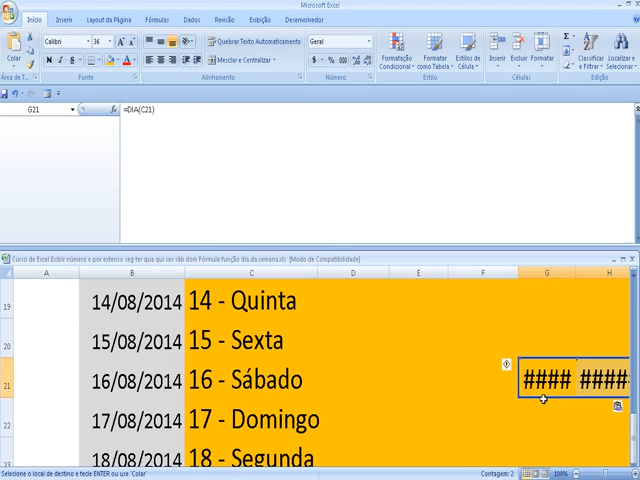 Microsoft Excel
Início Inserir Layout da Página Fórmulas Dados Revisão Exibição Desenvolvedor
Colar
Calibri 36 A A
N I S
Quebrar Texto Automaticamente
Mesclar e Centralizar
Geral
$ % 000
Formatação Condicional
Formatar como Tabela
Estilos de Célula
Inserir Excluir Formatar
Classificar e Filtrar
Localizar e Selecionar
Área de T... Fonte Alinhamento Número Estilo Células Edição
G21 fx =DIA(C21)
Curso de Excel Exibir número e por extenso seg ter qua qui sex sáb dom Fórmula função dia.da.semana.xls [Modo de Compatibilidade]
A B C D E F G H
19 14/08/2014 14 - Quinta
20 15/08/2014 15 - Sexta
21 16/08/2014 16 - Sábado #### ####
22 17/08/2014 17 - Domingo
23 18/08/2014 18 - Segunda
Selecione o local de destino e tecle ENTER ou use 'Colar' Contagem: 2 100%